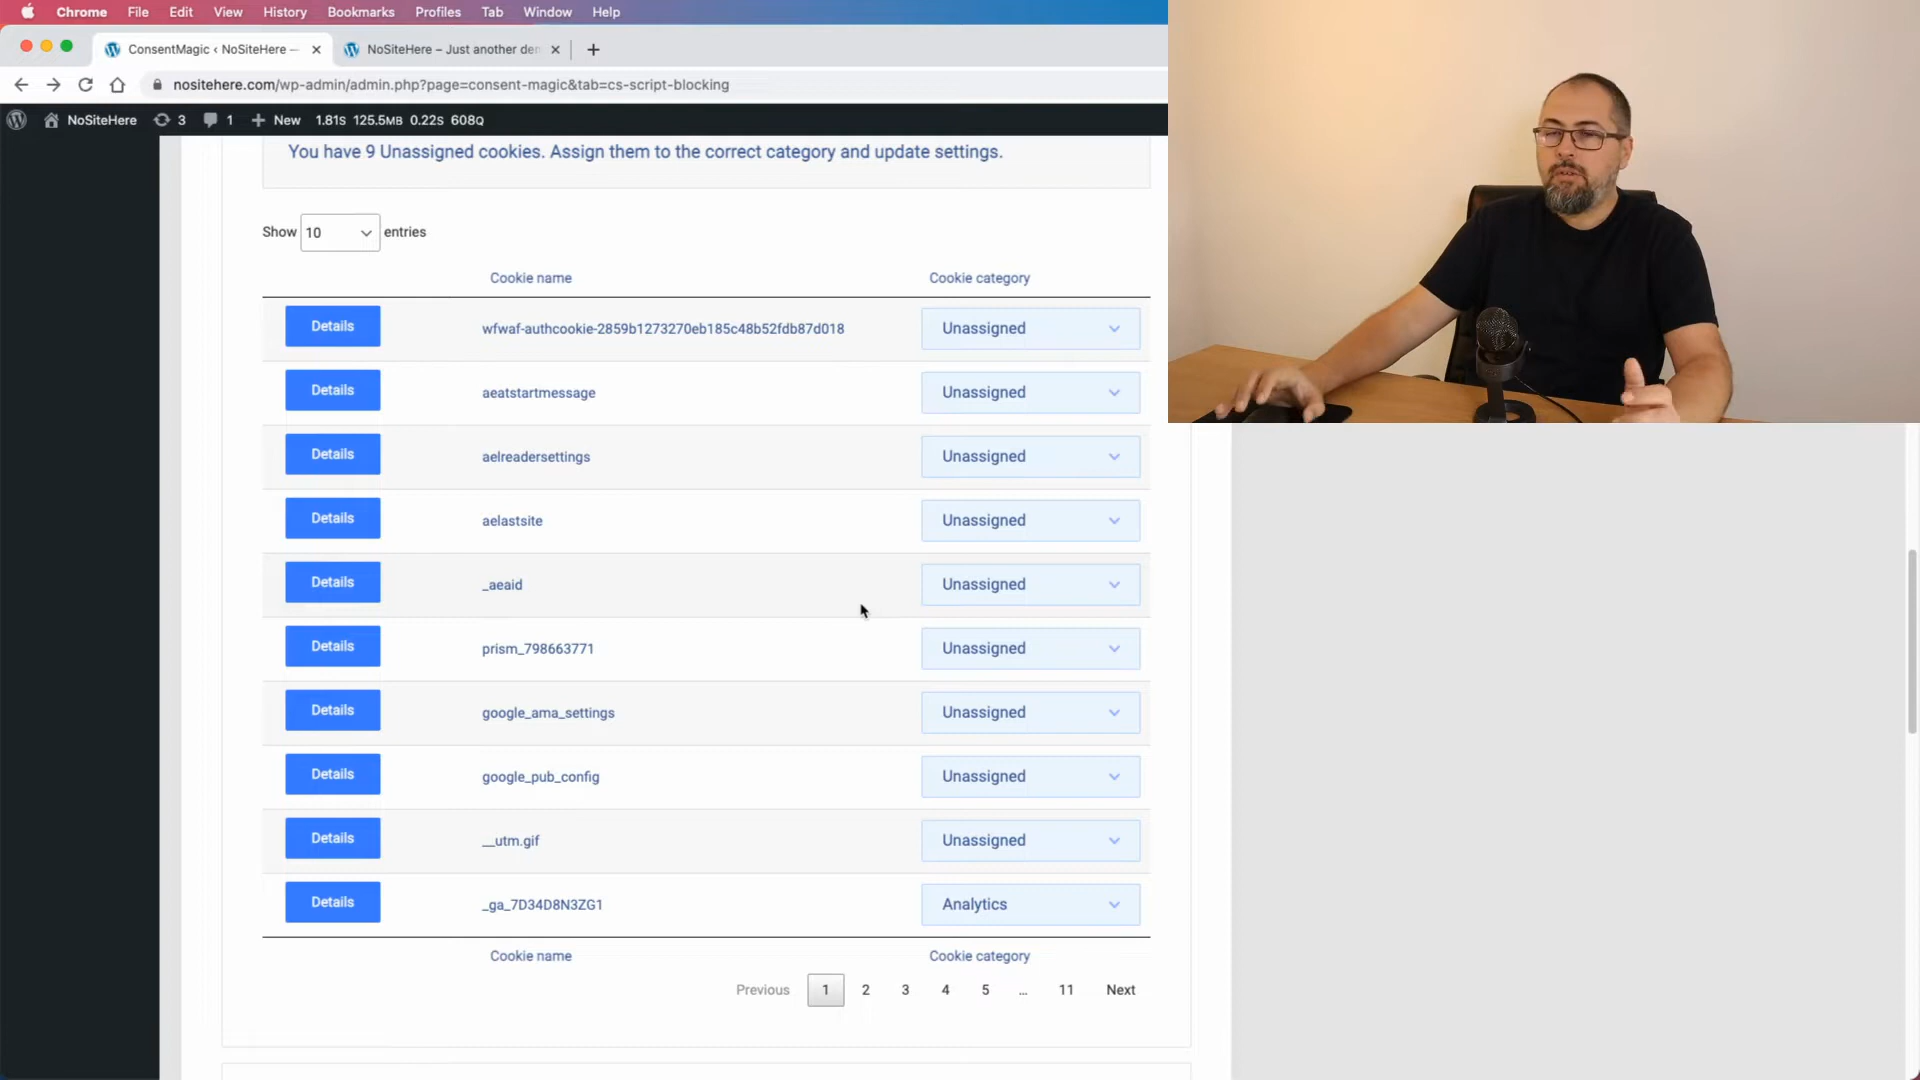 Chrome File Edit View History Bookmarks Profiles Tab Window Help
ConsentMagic ‹ NoSiteHere — NoSiteHere – Just another den
nositehere.com/wp-admin/admin.php?page=consent-magic&tab=cs-script-blocking
NoSiteHere 3 1 New 1.81S 125.5MB 0.22S 608Q
You have 9 Unassigned cookies. Assign them to the correct category and update settings.
Show 10 entries
Cookie name Cookie category
Details wfwaf-authcookie-2859b1273270eb185c48b52fdb87d018 Unassigned
Details aeatstartmessage Unassigned
Details aelreadersettings Unassigned
Details aelastsite Unassigned
Details _aeaid Unassigned
Details prism_798663771 Unassigned
Details google_ama_settings Unassigned
Details google_pub_config Unassigned
Details __utm.gif Unassigned
Details _ga_7D34D8N3ZG1 Analytics
Cookie name Cookie category
Previous 1 2 3 4 5 ... 11 Next